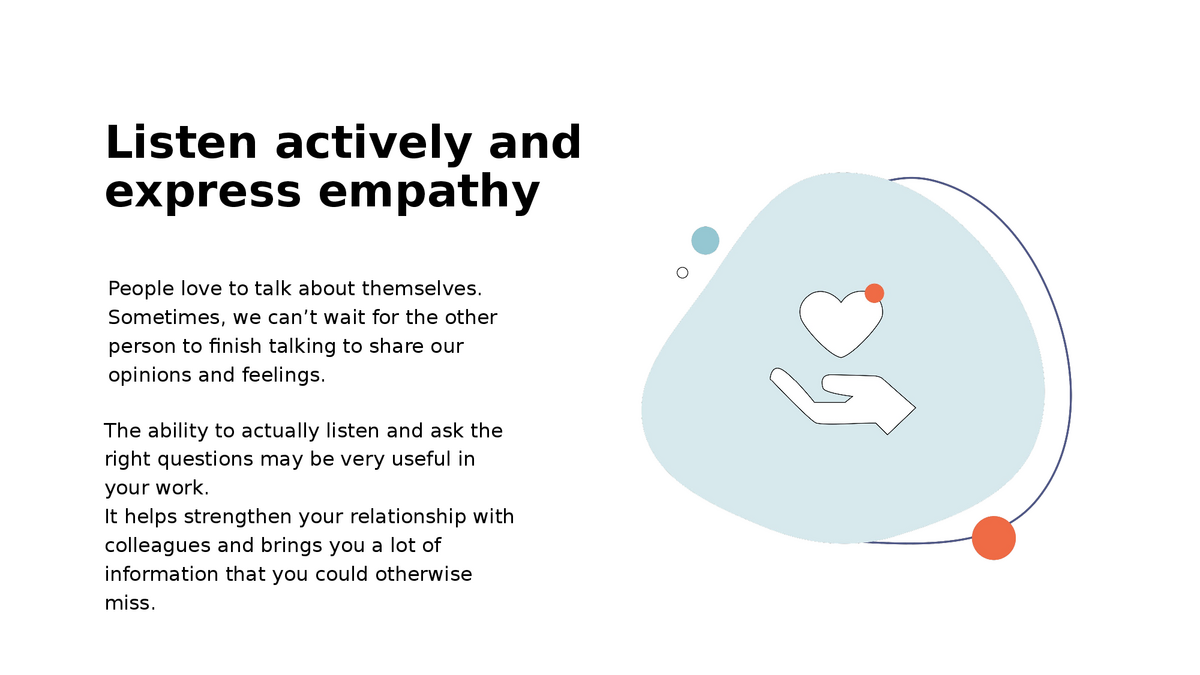 Listen actively and
express empathy
People love to talk about themselves.
Sometimes, we can’t wait for the other
person to finish talking to share our
opinions and feelings.
The ability to actually listen and ask the
right questions may be very useful in
your work.
It helps strengthen your relationship with
colleagues and brings you a lot of
information that you could otherwise
miss.